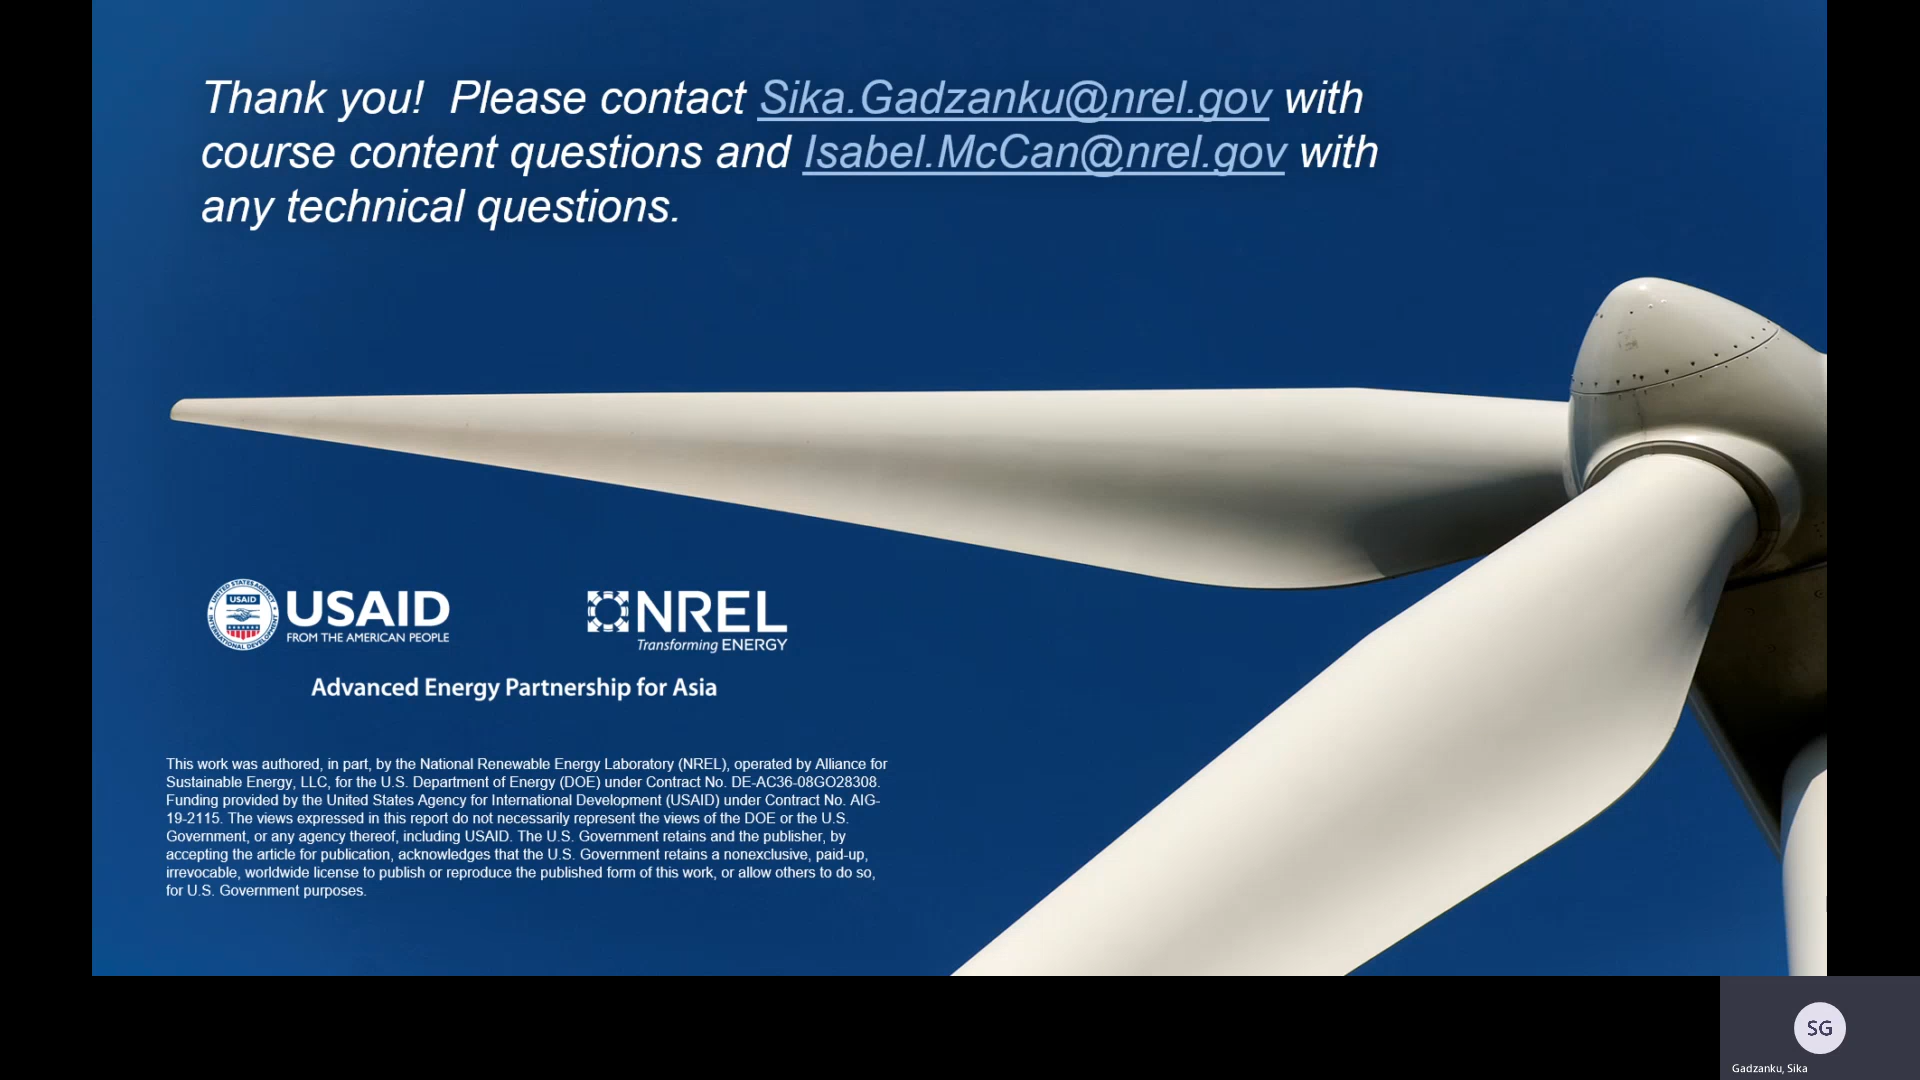 Thank you!  Please contact Sika.Gadzanku@nrel.gov with
course content questions and Isabel.McCan@nrel.gov with
any technical questions.
UNITED STATES AGENCY
USAID
INTERNATIONAL DEVELOPMENT
USAID
FROM THE AMERICAN PEOPLE
NREL
Transforming ENERGY
Advanced Energy Partnership for Asia
This work was authored, in part, by the National Renewable Energy Laboratory (NREL), operated by Alliance for
Sustainable Energy, LLC, for the U.S. Department of Energy (DOE) under Contract No. DE-AC36-08GO28308.
Funding provided by the United States Agency for International Development (USAID) under Contract No. AIG-
19-2115. The views expressed in this report do not necessarily represent the views of the DOE or the U.S.
Government, or any agency thereof, including USAID. The U.S. Government retains and the publisher, by
accepting the article for publication, acknowledges that the U.S. Government retains a nonexclusive, paid-up,
irrevocable, worldwide license to publish or reproduce the published form of this work, or allow others to do so,
for U.S. Government purposes.
SG
Gadzanku, Sika